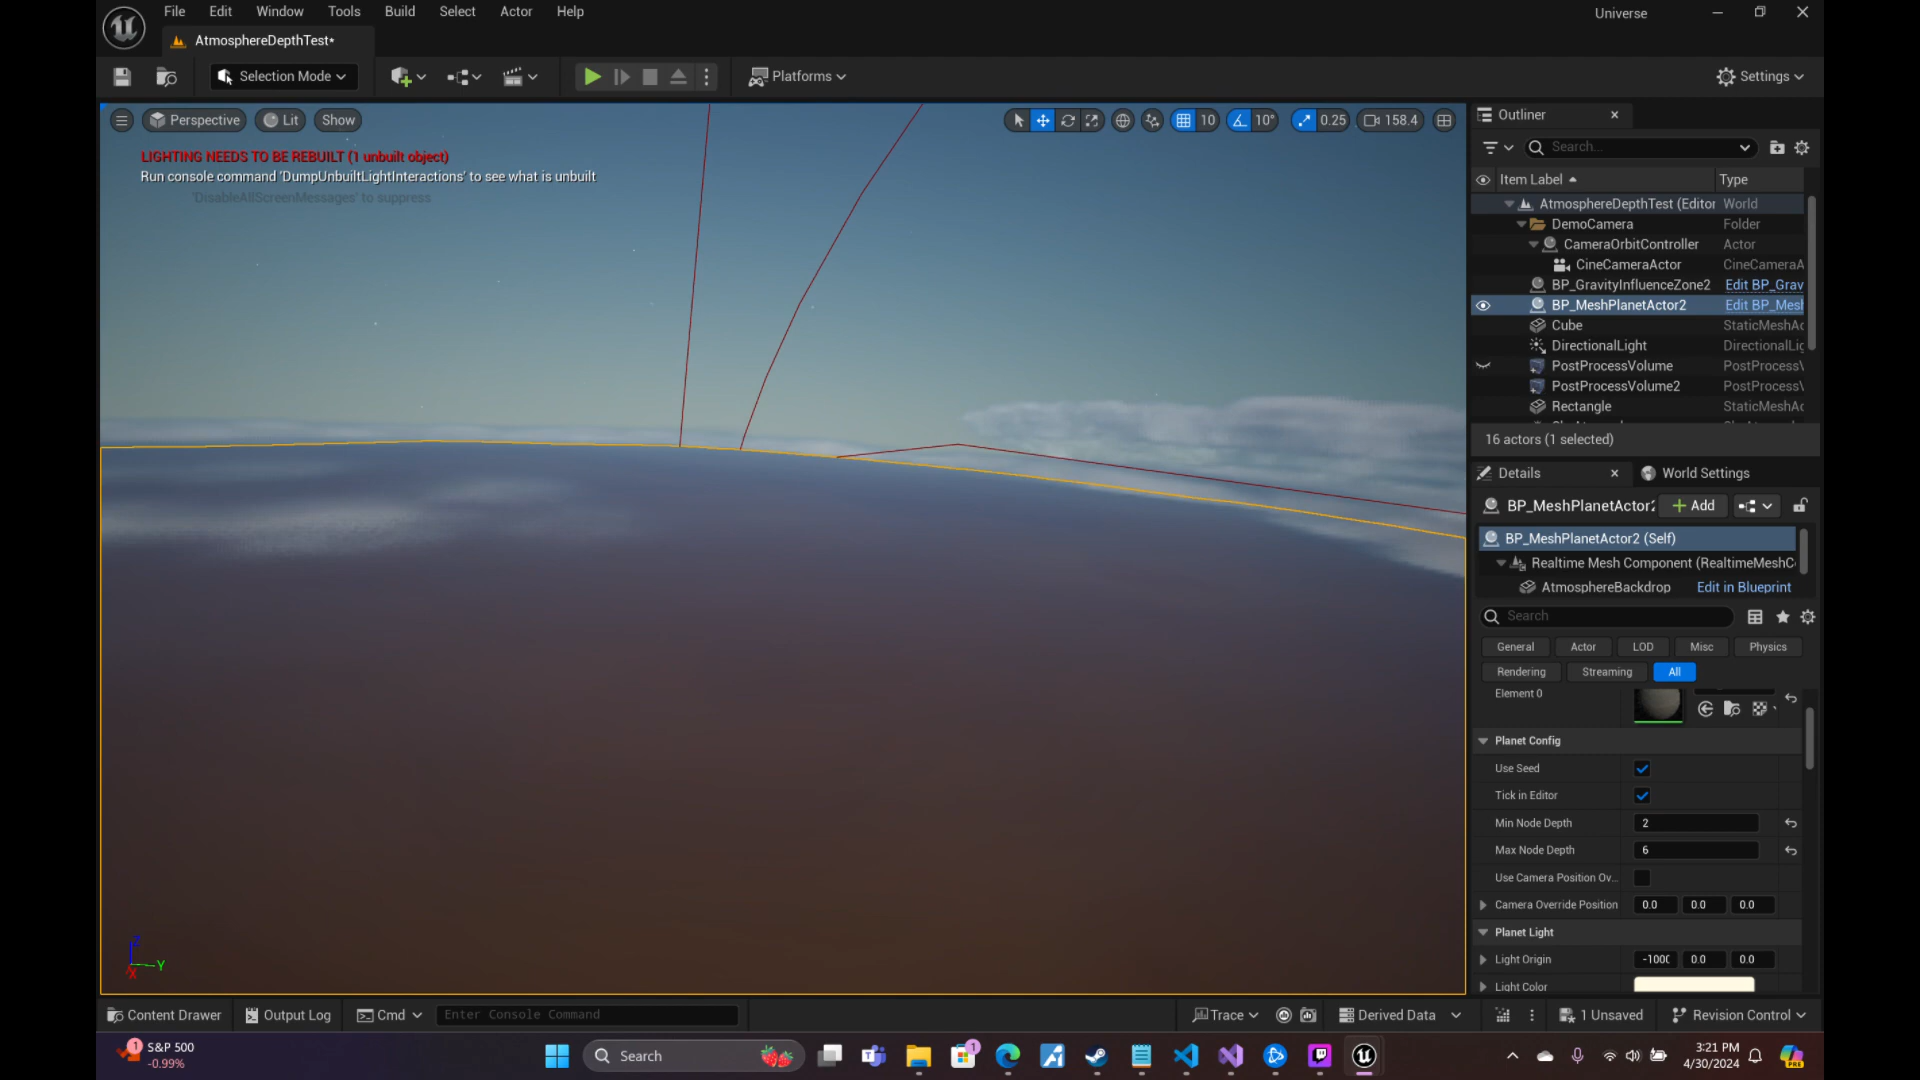 File Edit Window Tools Build Select Actor Help
Universe
AtmosphereDepthTest*
Selection Mode
Platforms
Settings
Perspective Lit Show
10 10° 0.25 158.4
LIGHTING NEEDS TO BE REBUILT (1 unbuilt object)
Run console command 'DumpUnbuiltLightInteractions' to see what is unbuilt
'DisableAllScreenMessages' to suppress
Z
Y
X
Outliner
Search...
Item Label Type
AtmosphereDepthTest (Editor World
DemoCamera Folder
CameraOrbitController Actor
CineCameraActor CineCameraA
BP_GravityInfluenceZone2 Edit BP_Grav
BP_MeshPlanetActor2 Edit BP_Mesh
Cube StaticMeshAc
DirectionalLight DirectionalLig
PostProcessVolume PostProcessV
PostProcessVolume2 PostProcessV
Rectangle StaticMeshAc
16 actors (1 selected)
Details World Settings
BP_MeshPlanetActor2 Add
BP_MeshPlanetActor2 (Self)
Realtime Mesh Component (RealtimeMeshC
AtmosphereBackdrop Edit in Blueprint
Search
General Actor LOD Misc Physics
Rendering Streaming All
Element 0
Planet Config
Use Seed
Tick in Editor
Min Node Depth 2
Max Node Depth 6
Use Camera Position Ov...
Camera Override Position 0.0 0.0 0.0
Planet Light
Light Origin -1000 0.0 0.0
Light Color
Content Drawer Output Log Cmd Enter Console Command
Trace Derived Data 1 Unsaved Revision Control
1
S&P 500
-0.99%
Search
1
3:21 PM
4/30/2024
PRE